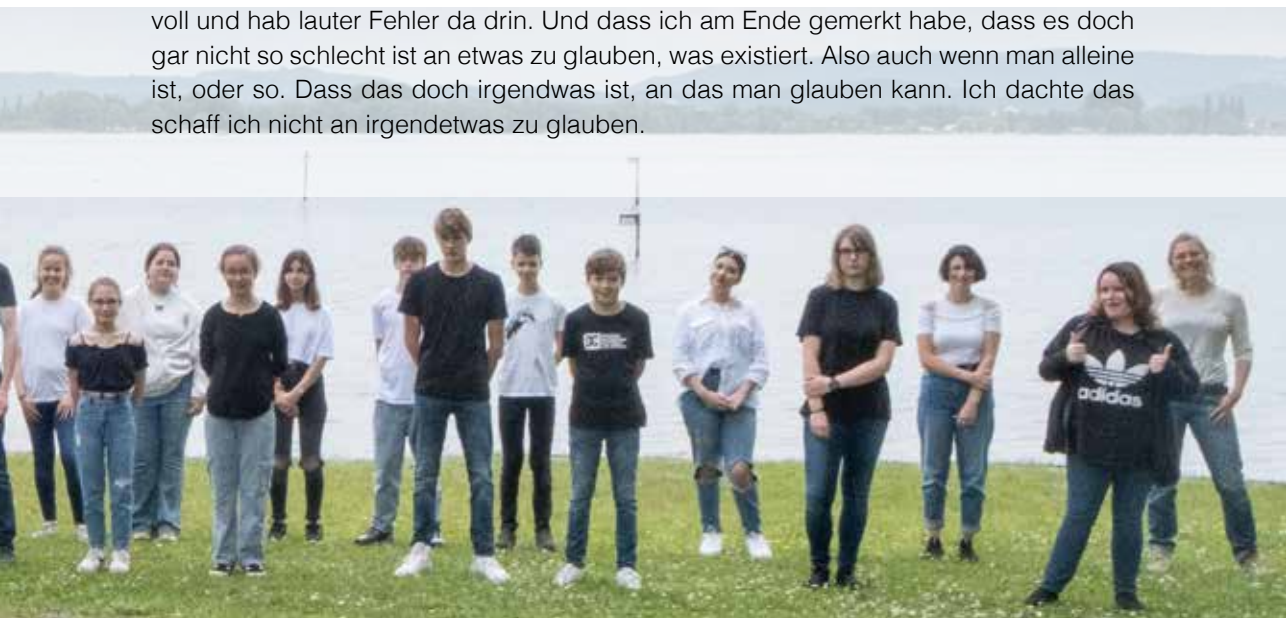 voll und hab lauter Fehler da drin. Und dass ich am Ende gemerkt habe, dass es doch
gar nicht so schlecht ist an etwas zu glauben, was existiert. Also auch wenn man alleine
ist, oder so. Dass das doch irgendwas ist, an das man glauben kann. Ich dachte das
schaff ich nicht an irgendetwas zu glauben.
adidas